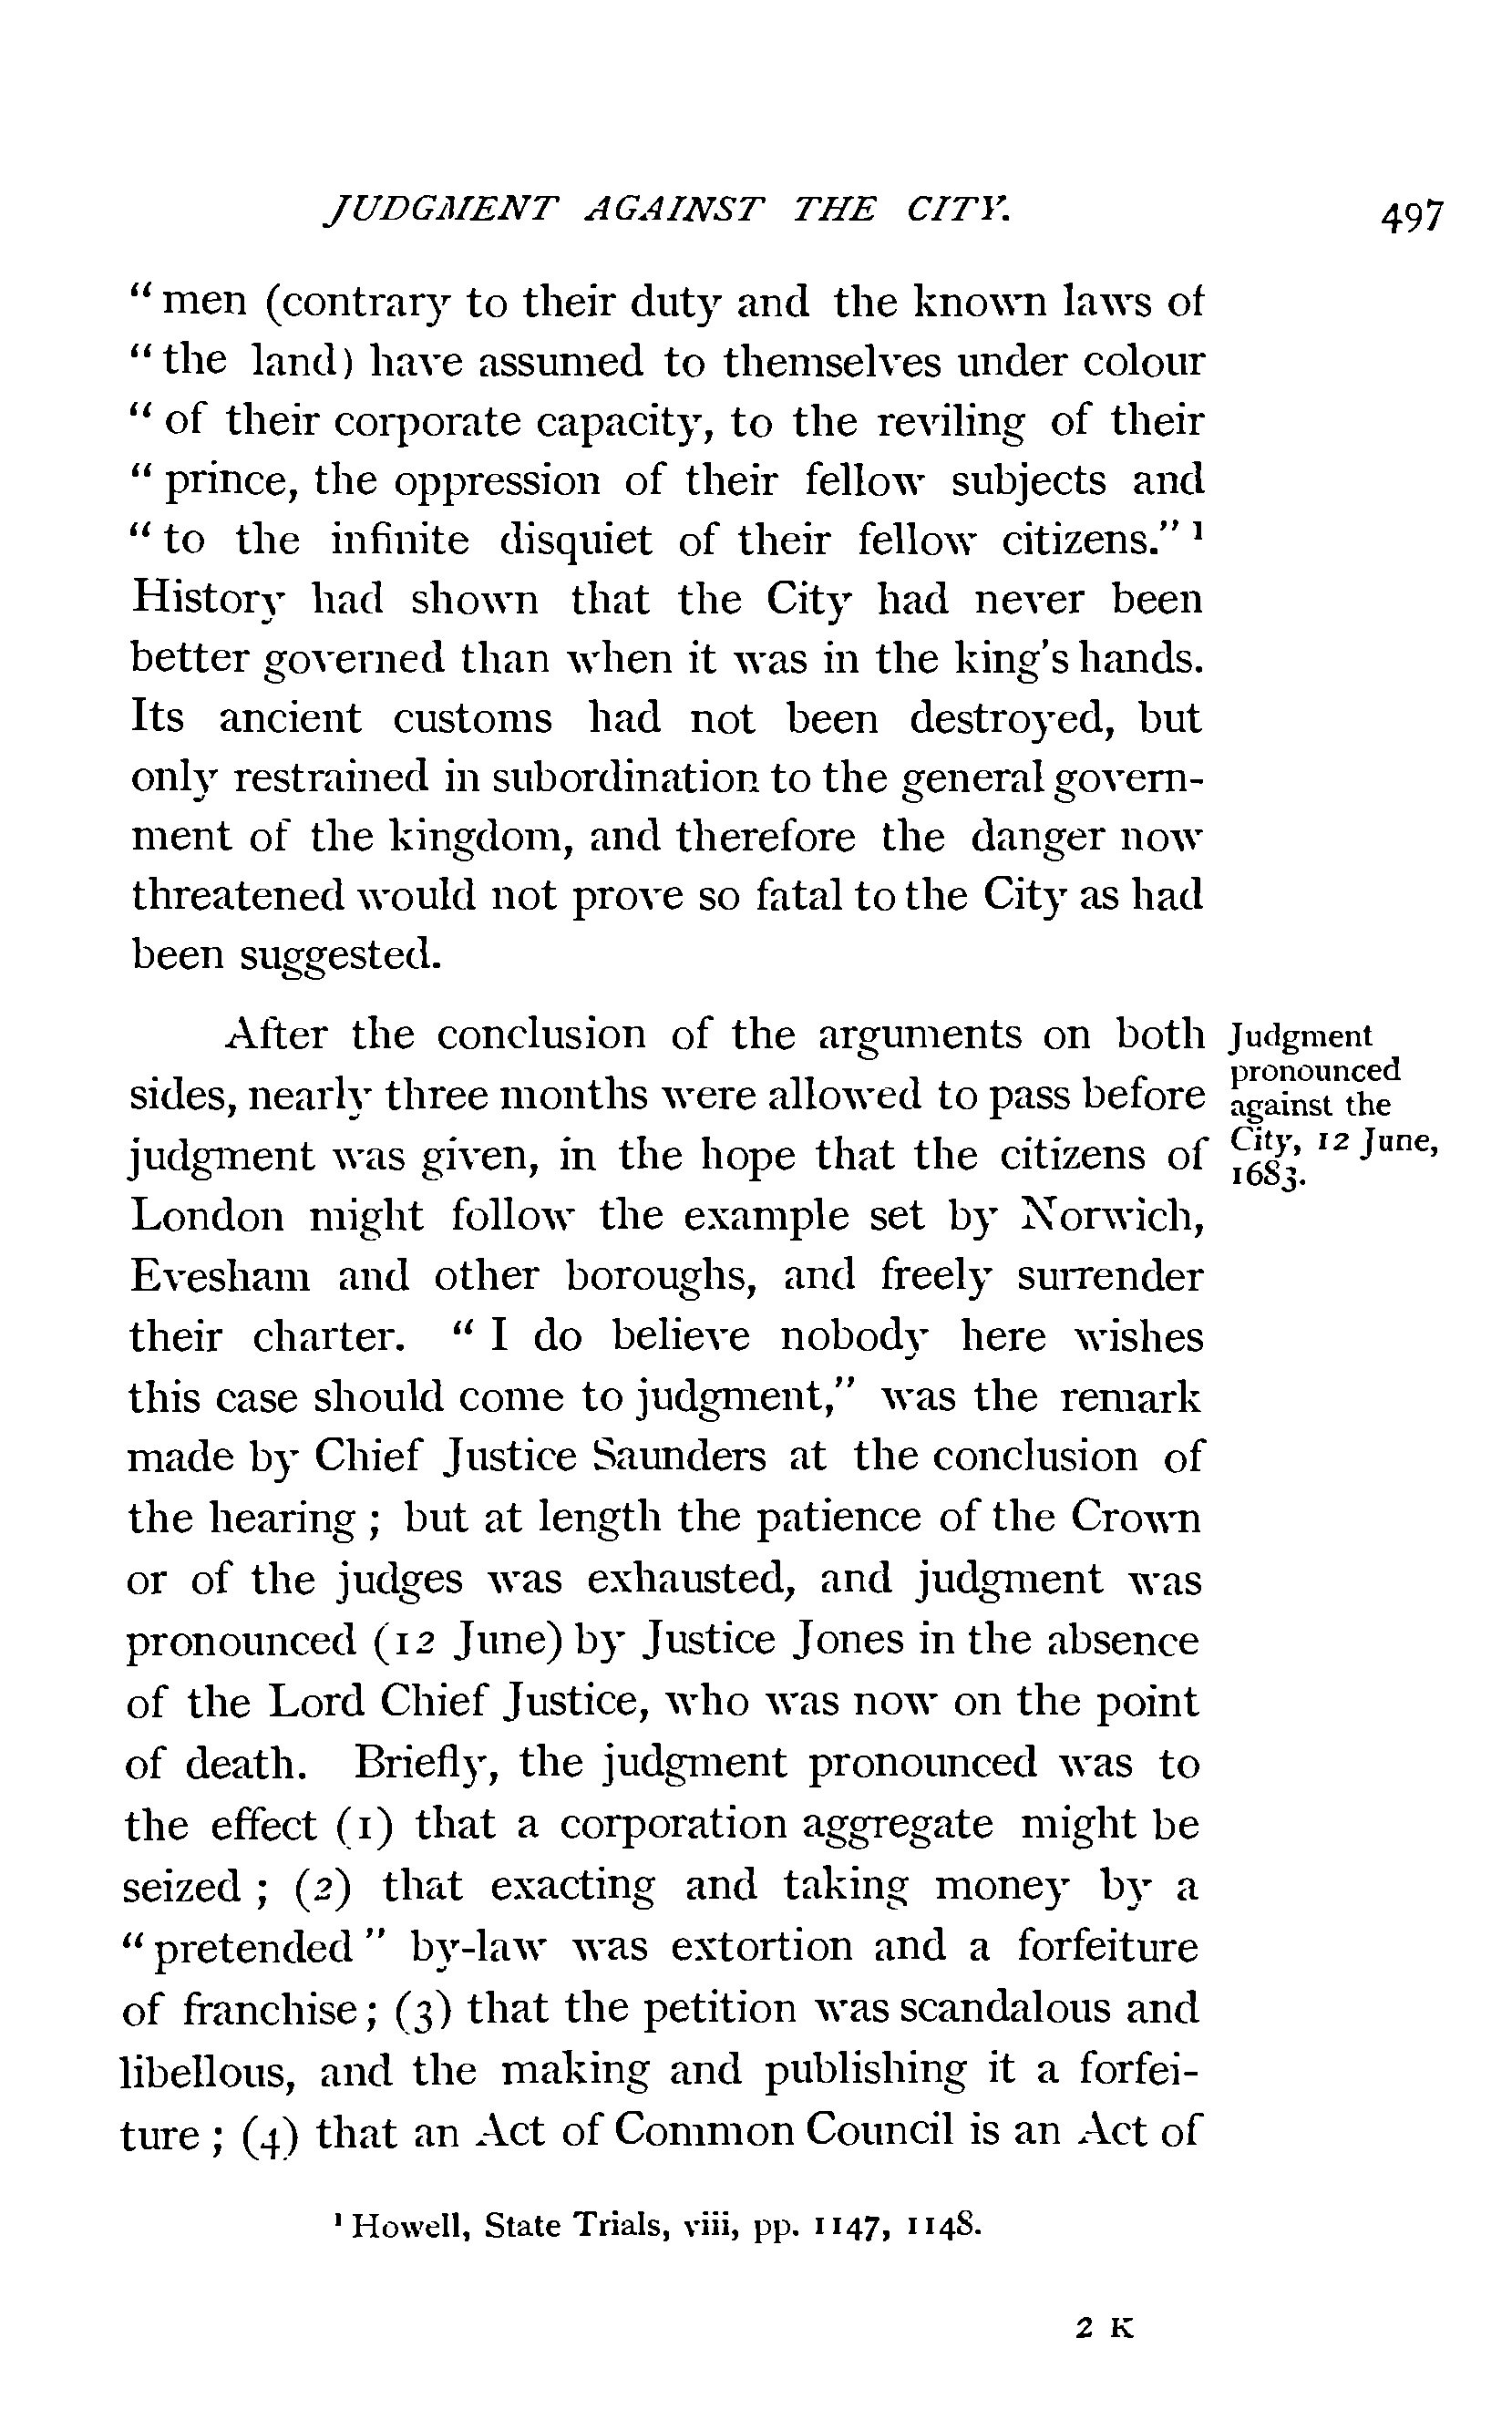 JUDGMENT AGAINST THE CITY. 497
" men (contrary to their duty and the known laws of
" the land) have assumed to themselves under colour
" of their corporate capacity, to the reviling of their
" prince, the oppression of their fellow subjects and
" to the infinite disquiet of their fellow citizens." ¹
History had shown that the City had never been
better governed than when it was in the king's hands.
Its ancient customs had not been destroyed, but
only restrained in subordination to the general govern-
ment of the kingdom, and therefore the danger now
threatened would not prove so fatal to the City as had
been suggested.
After the conclusion of the arguments on both
sides, nearly three months were allowed to pass before
judgment was given, in the hope that the citizens of
London might follow the example set by Norwich,
Evesham and other boroughs, and freely surrender
their charter. " I do believe nobody here wishes
this case should come to judgment," was the remark
made by Chief Justice Saunders at the conclusion of
the hearing ; but at length the patience of the Crown
or of the judges was exhausted, and judgment was
pronounced (12 June) by Justice Jones in the absence
of the Lord Chief Justice, who was now on the point
of death. Briefly, the judgment pronounced was to
the effect (1) that a corporation aggregate might be
seized ; (2) that exacting and taking money by a
" pretended " by-law was extortion and a forfeiture
of franchise ; (3) that the petition was scandalous and
libellous, and the making and publishing it a forfei-
ture ; (4) that an Act of Common Council is an Act of
Judgment
pronounced
against the
City, 12 June,
1683.
¹ Howell, State Trials, viii, pp. 1147, 1148.
2 K